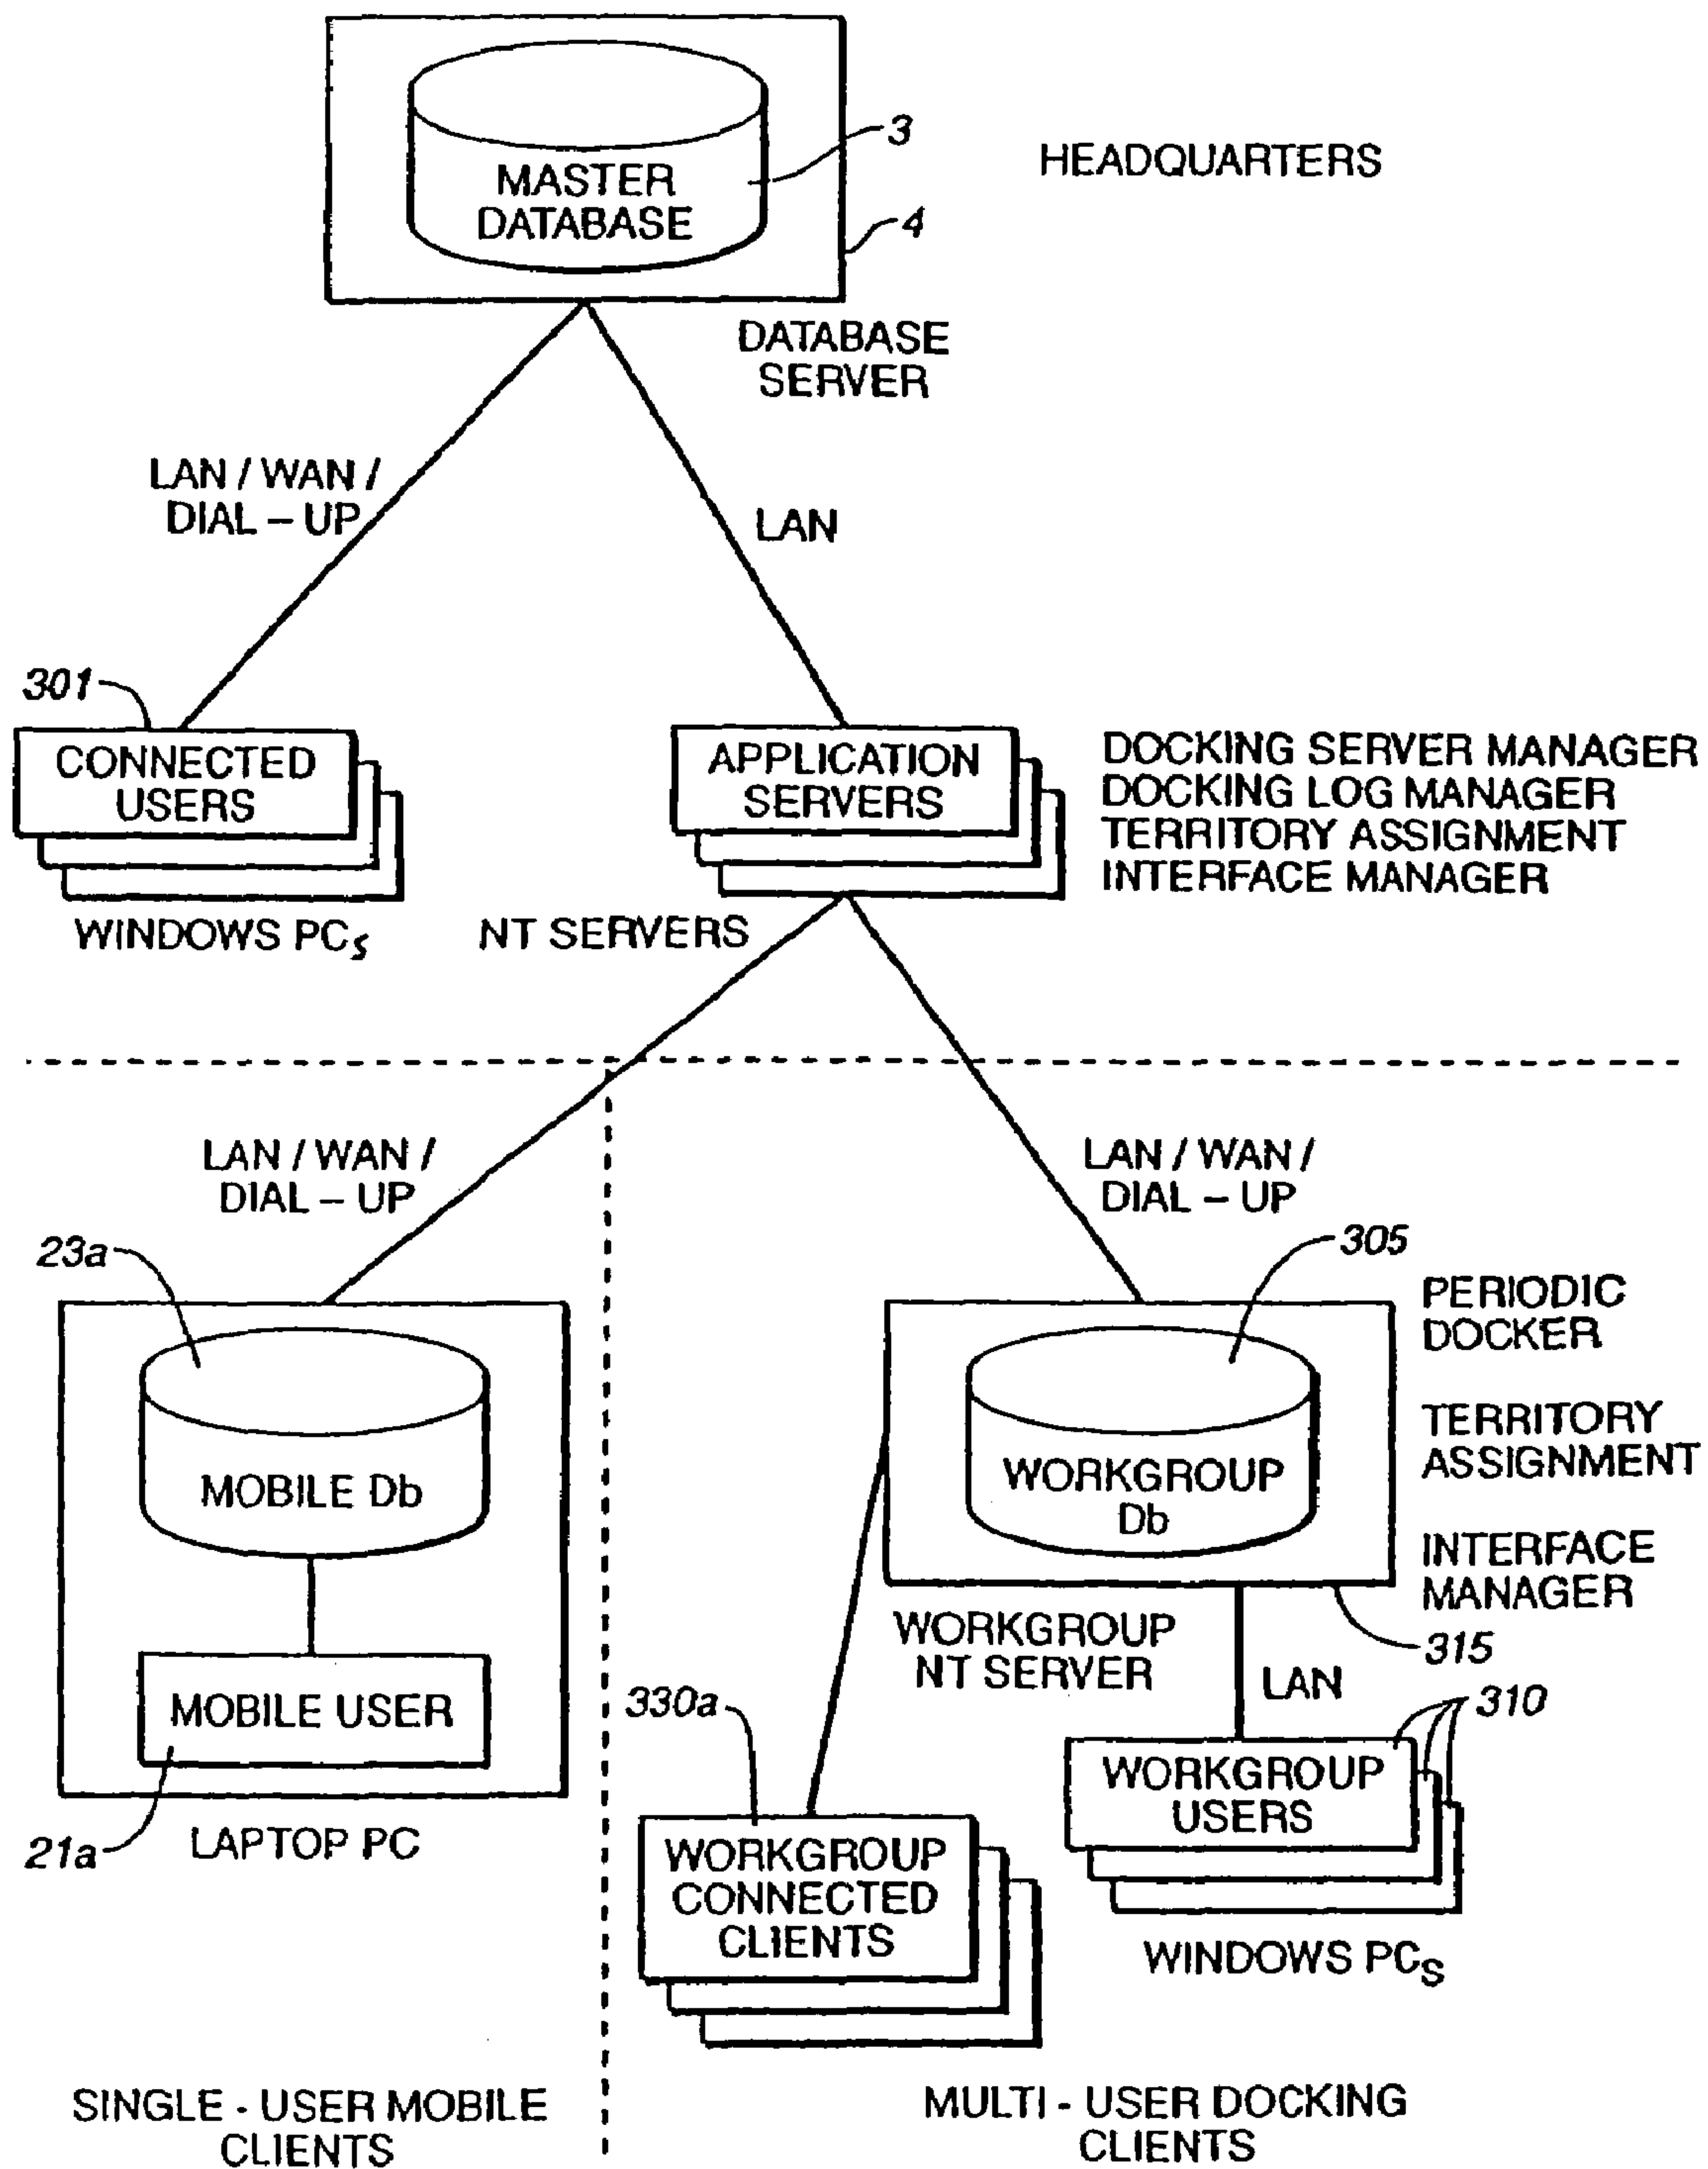 3
MASTER
DATABASE
HEADQUARTERS
4
DATABASE
SERVER
LAN / WAN /
DIAL – UP
LAN
301
CONNECTED
USERS
WINDOWS PCs
APPLICATION
SERVERS
NT SERVERS
DOCKING SERVER MANAGER
DOCKING LOG MANAGER
TERRITORY ASSIGNMENT
INTERFACE MANAGER
LAN / WAN /
DIAL – UP
LAN / WAN /
DIAL – UP
23a
MOBILE Db
MOBILE USER
21a
LAPTOP PC
305
WORKGROUP
Db
PERIODIC
DOCKER
TERRITORY
ASSIGNMENT
INTERFACE
MANAGER
315
WORKGROUP
NT SERVER
LAN
310
330a
WORKGROUP
USERS
WINDOWS PCs
WORKGROUP
CONNECTED
CLIENTS
SINGLE - USER MOBILE
CLIENTS
MULTI - USER DOCKING
CLIENTS